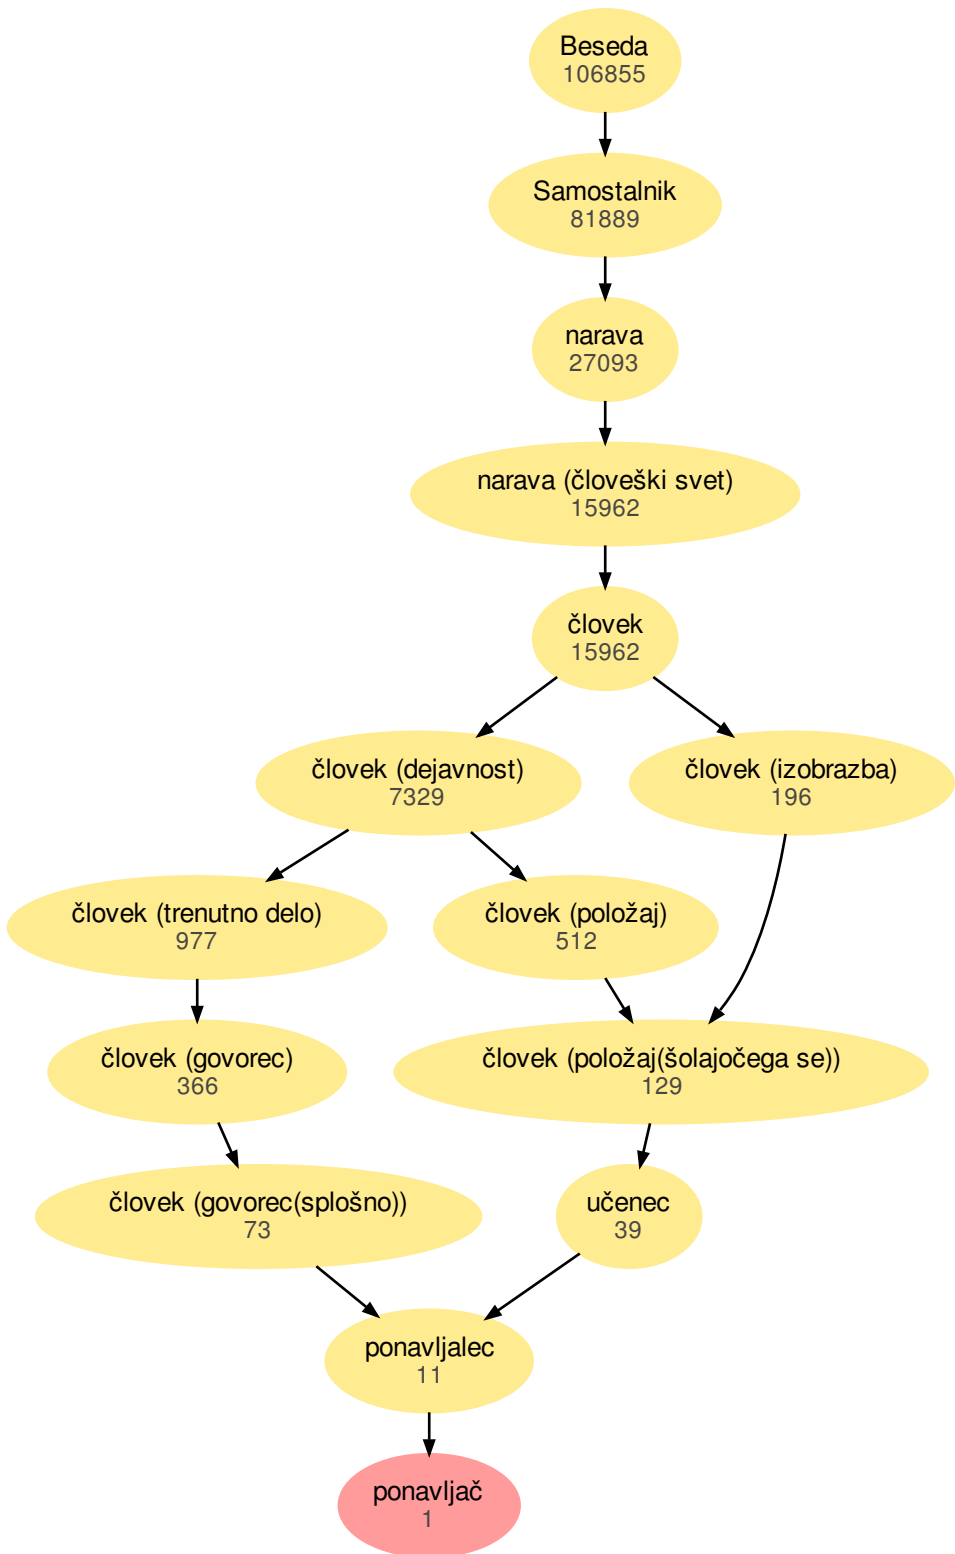 Beseda
106855
Samostalnik
81889
narava
27093
narava (človeški svet)
15962
človek
15962
človek (dejavnost)
7329
človek (izobrazba)
196
človek (trenutno delo)
977
človek (položaj)
512
človek (govorec)
366
človek (položaj(šolajočega se))
129
človek (govorec(splošno))
73
učenec
39
ponavljalec
11
ponavljač
1